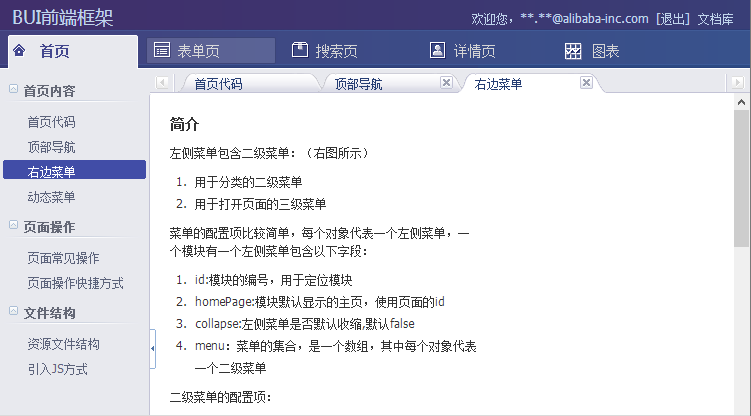 BUI前端框架
欢迎您，**.**@alibaba-inc.com [退出] 文档库
首页 表单页 搜索页 详情页 图表
首页内容
首页代码
顶部导航
右边菜单
动态菜单
页面操作
页面常见操作
页面操作快捷方式
文件结构
资源文件结构
引入JS方式
首页代码 顶部导航 右边菜单
简介
左侧菜单包含二级菜单：（右图所示）
1. 用于分类的二级菜单
2. 用于打开页面的三级菜单
菜单的配置项比较简单，每个对象代表一个左侧菜单，一
个模块有一个左侧菜单包含以下字段：
1. id:模块的编号，用于定位模块
2. homePage:模块默认显示的主页，使用页面的id
3. collapse:左侧菜单是否默认收缩,默认false
4. menu：菜单的集合，是一个数组，其中每个对象代表
一个二级菜单
二级菜单的配置项：